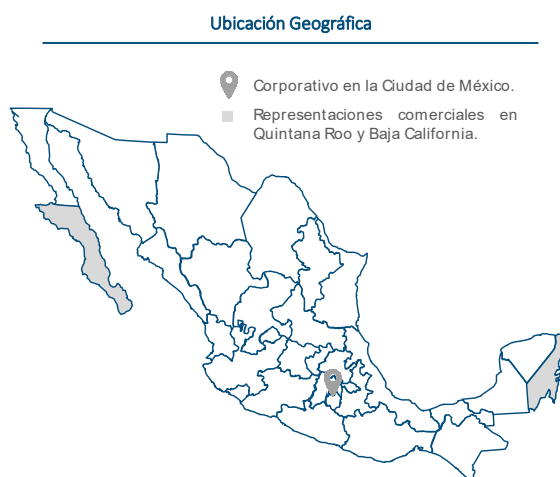 Ubicación Geográfica
Corporativo en la Ciudad de México.
Representaciones comerciales en
Quintana Roo y Baja California.